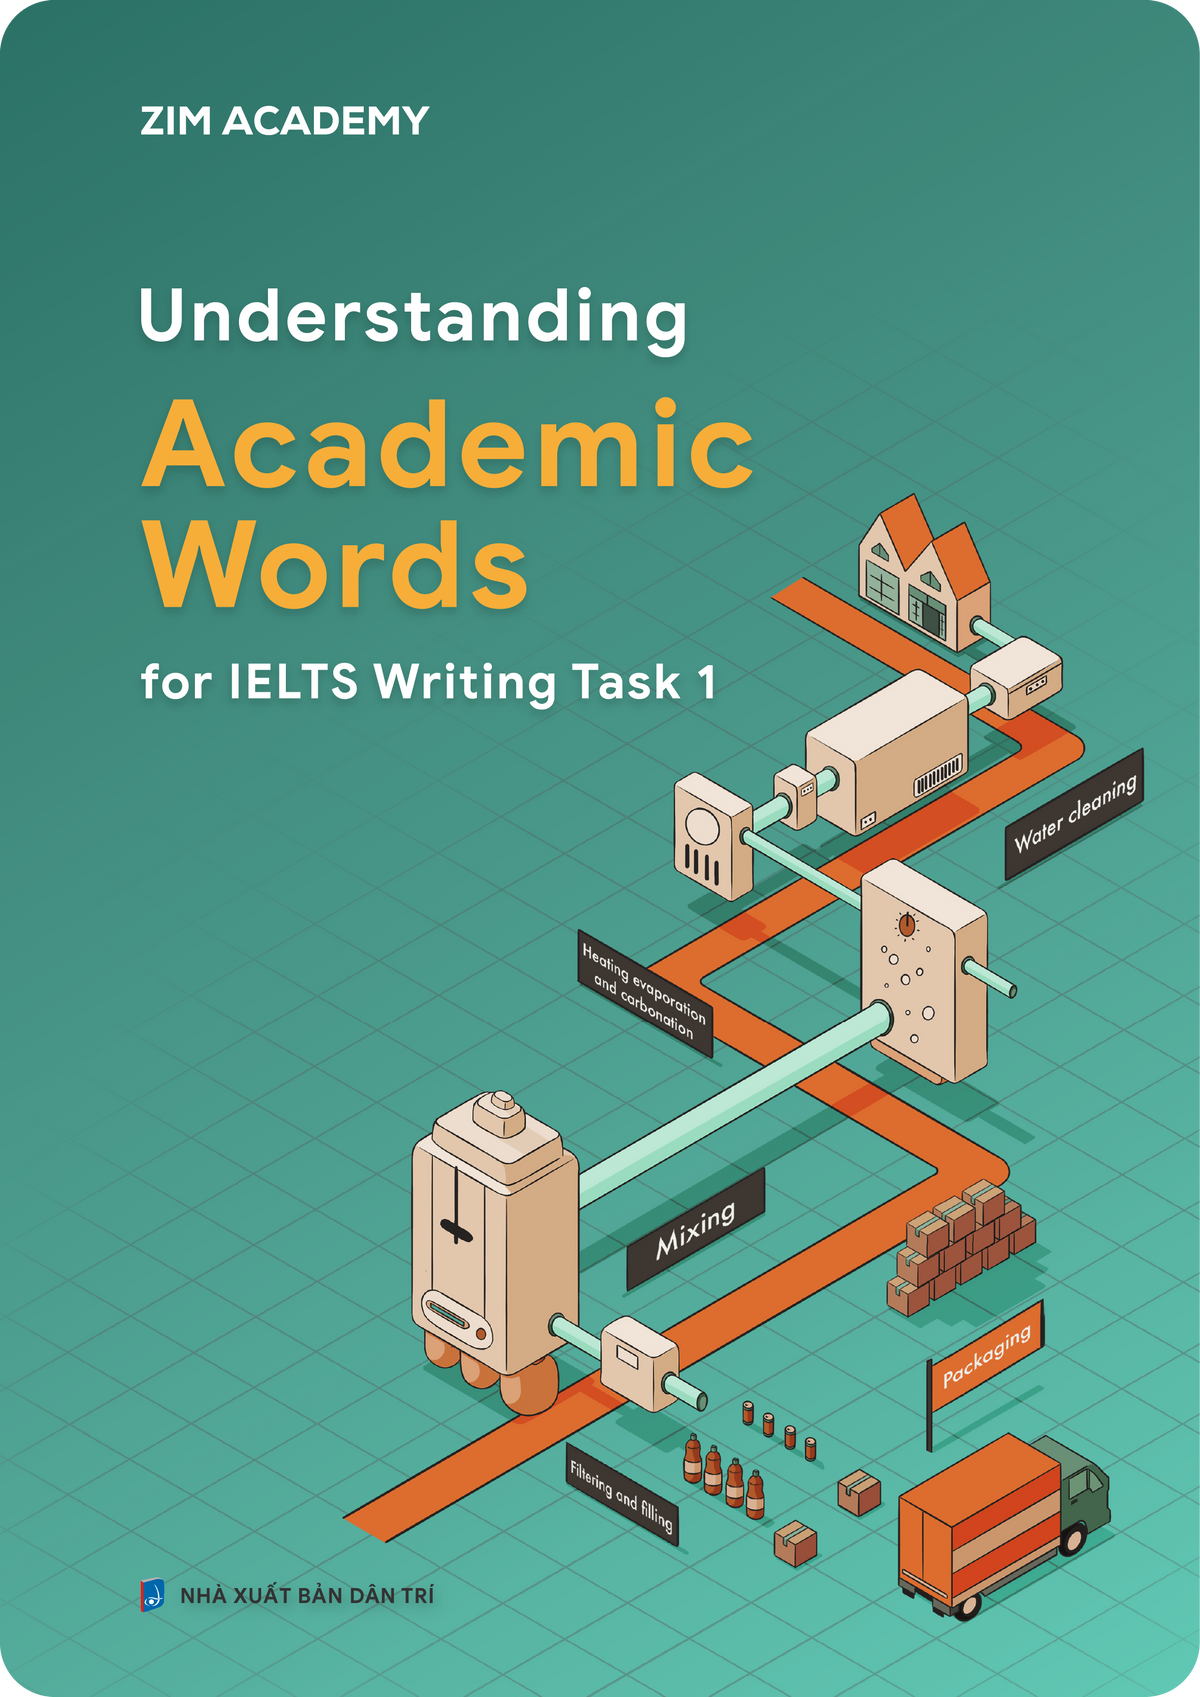 ZIM ACADEMY
Understanding
Academic
Words
for IELTS Writing Task 1
Water cleaning
Heating evaporation
and carbonation
Mixing
Packaging
Filtering and filling
NHÀ XUẤT BẢN DÂN TRÍ